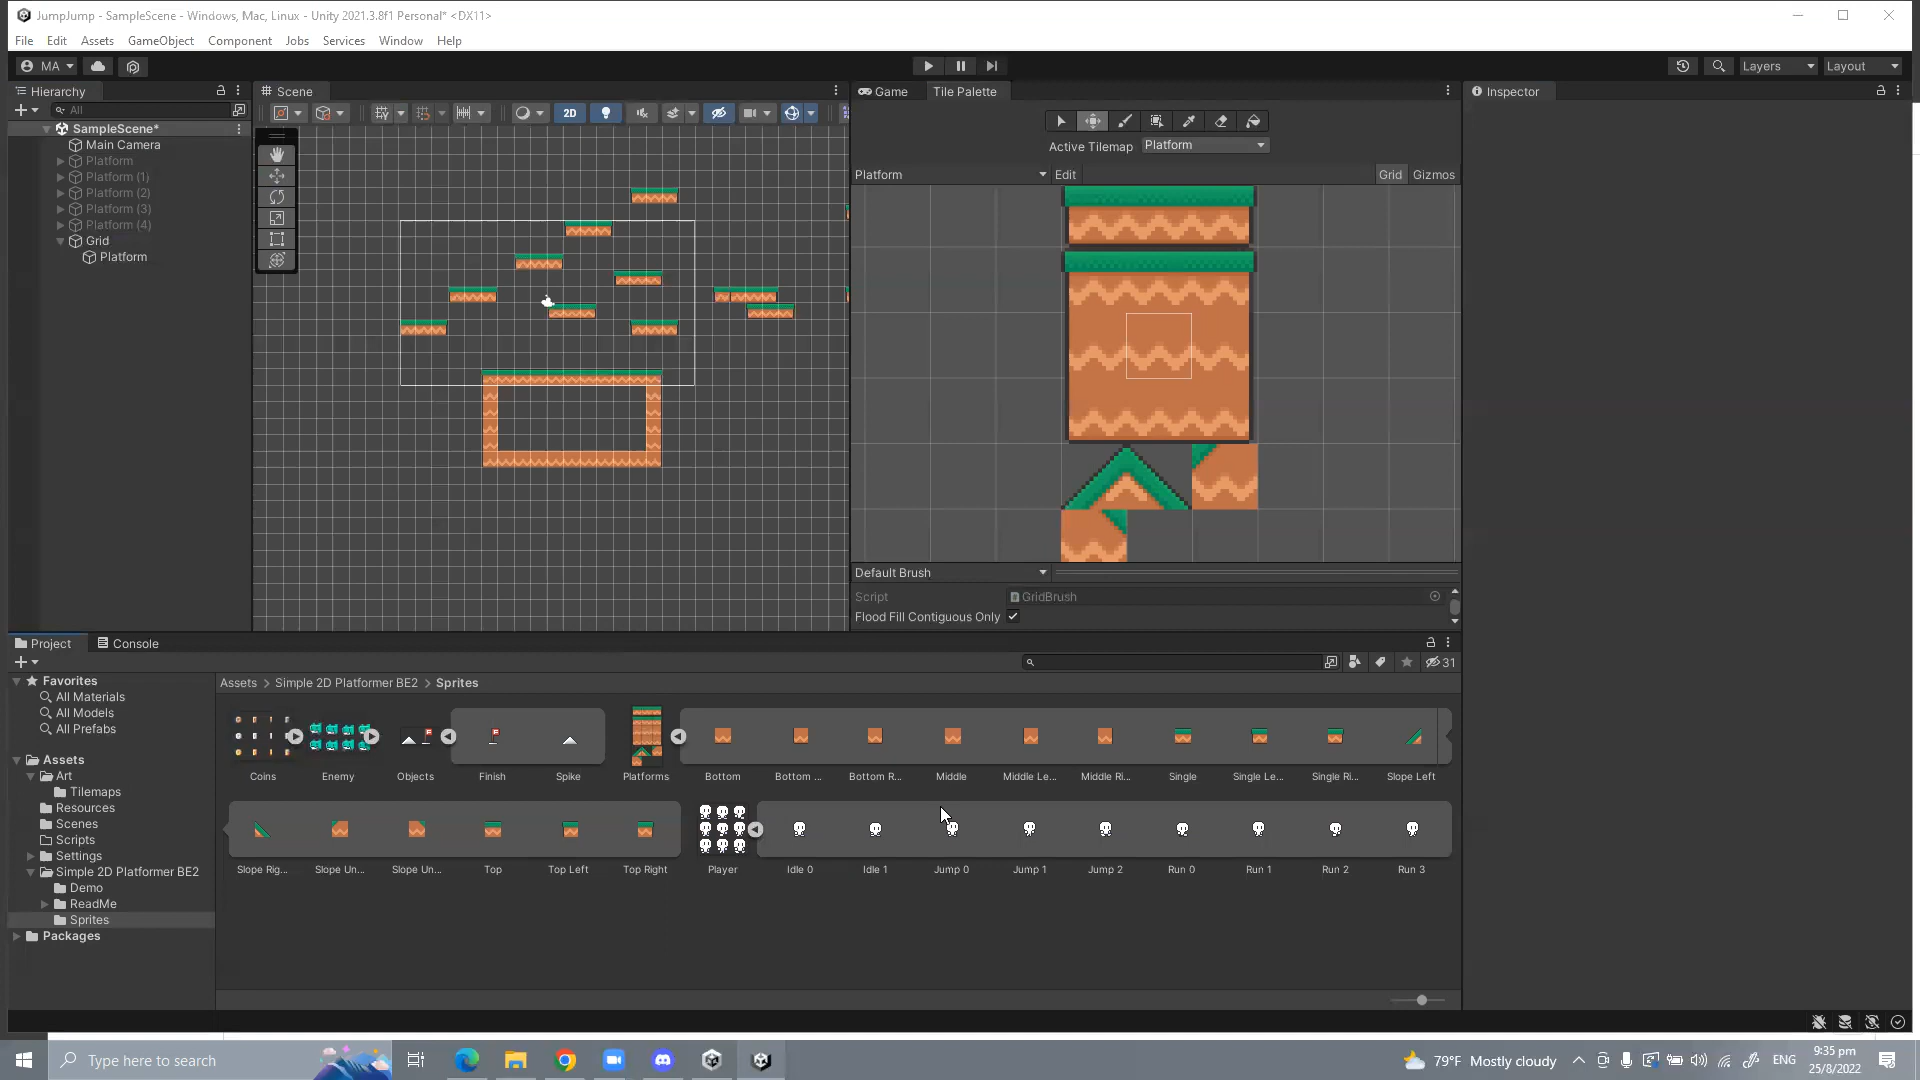 JumpJump - SampleScene - Windows, Mac, Linux - Unity 2021.3.8f1 Personal* <DX11>
File Edit Assets GameObject Component Jobs Services Window Help
MA Layers Layout
Hierarchy Scene Game Tile Palette Inspector
All 2D
SampleScene*
Main Camera
Active Tilemap Platform
Platform
Platform (1)
Platform Edit Grid Gizmos
Platform (2)
Platform (3)
Platform (4)
Grid
Platform
Default Brush
Script GridBrush
Flood Fill Contiguous Only
Project Console
31
Favorites
Assets > Simple 2D Platformer BE2 > Sprites
All Materials
All Models
All Prefabs
Assets
Art
Tilemaps
Resources
Scenes
Scripts
Settings
Simple 2D Platformer BE2
Demo
ReadMe
Sprites
Packages
Coins Enemy Objects Finish Spike Platforms Bottom Bottom ... Bottom R... Middle Middle Le... Middle Ri... Single Single Le... Single Ri... Slope Left
Slope Rig... Slope Un... Slope Un... Top Top Left Top Right Player Idle 0 Idle 1 Jump 0 Jump 1 Jump 2 Run 0 Run 1 Run 2 Run 3
Type here to search 79°F Mostly cloudy ENG 9:35 pm
25/8/2022